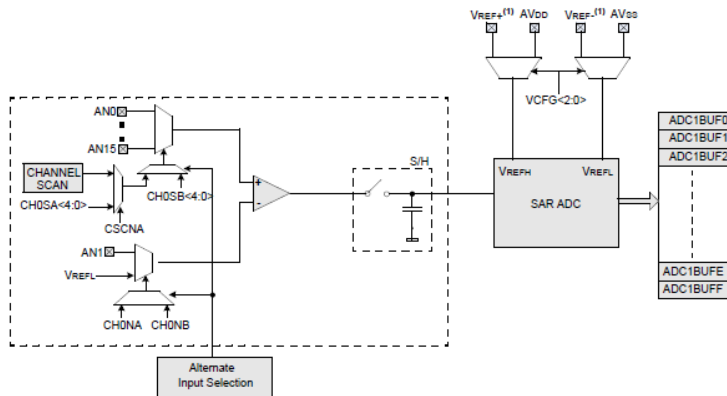 VREF+(1) AVDD VREF-(1) AVSS
VCFG<2:0>
AN0
AN15
CHANNEL
SCAN
CH0SA<4:0>
CH0SB<4:0>
CSCNA
AN1
VREFL
CH0NA CH0NB
+
-
S/H
VREFH VREFL
SAR ADC
ADC1BUF0
ADC1BUF1
ADC1BUF2
ADC1BUFE
ADC1BUFF
Alternate
Input Selection